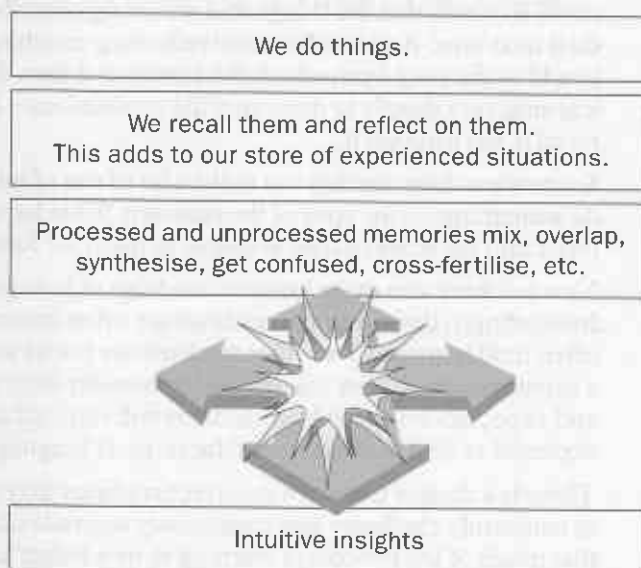 We do things.
We recall them and reflect on them.
This adds to our store of experienced situations.
Processed and unprocessed memories mix, overlap,
synthesise, get confused, cross-fertilise, etc.
Intuitive insights